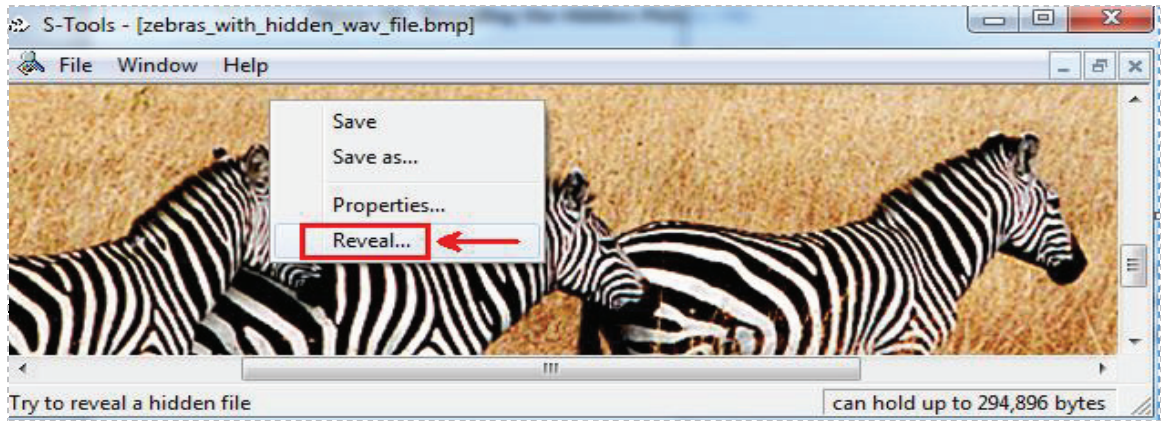 S-Tools - [zebras_with_hidden_wav_file.bmp]
File Window Help
Save
Save as...
Properties...
Reveal...
Try to reveal a hidden file
can hold up to 294,896 bytes